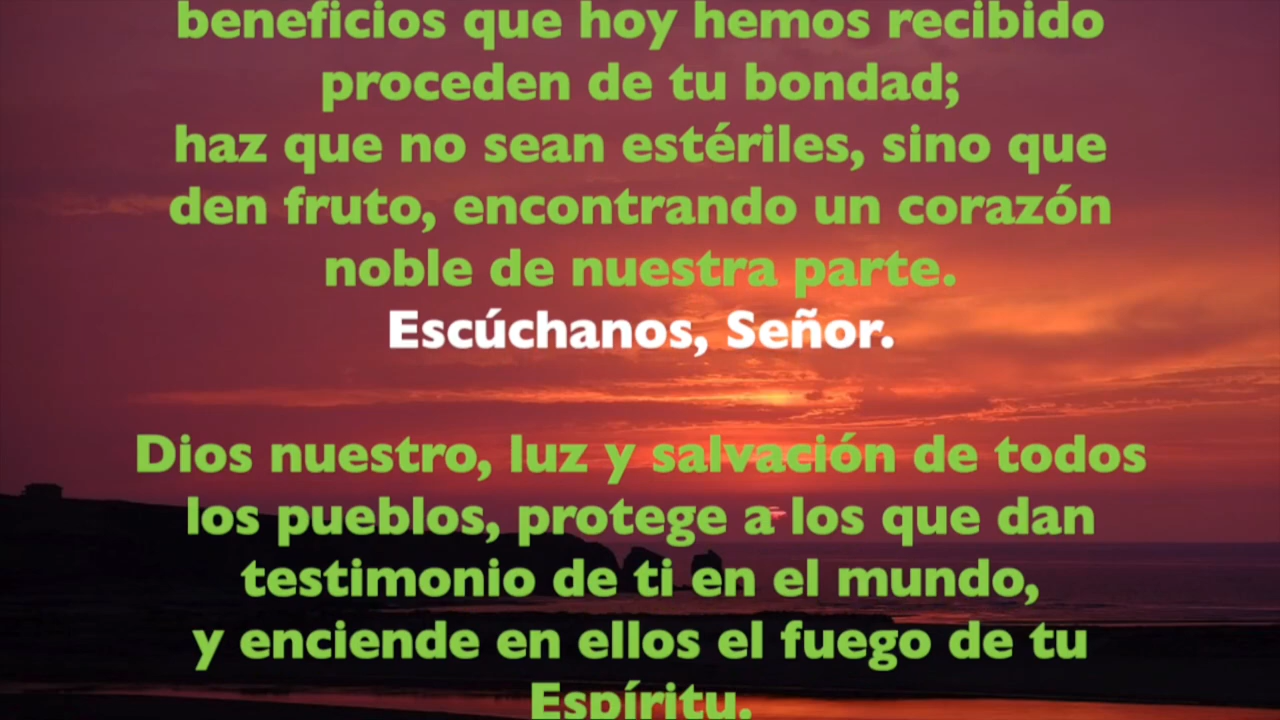 beneficios que hoy hemos recibido
proceden de tu bondad;
haz que no sean estériles, sino que
den fruto, encontrando un corazón
noble de nuestra parte.
Escúchanos, Señor.
Dios nuestro, luz y salvación de todos
los pueblos, protege a los que dan
testimonio de ti en el mundo,
y enciende en ellos el fuego de tu
Espíritu.